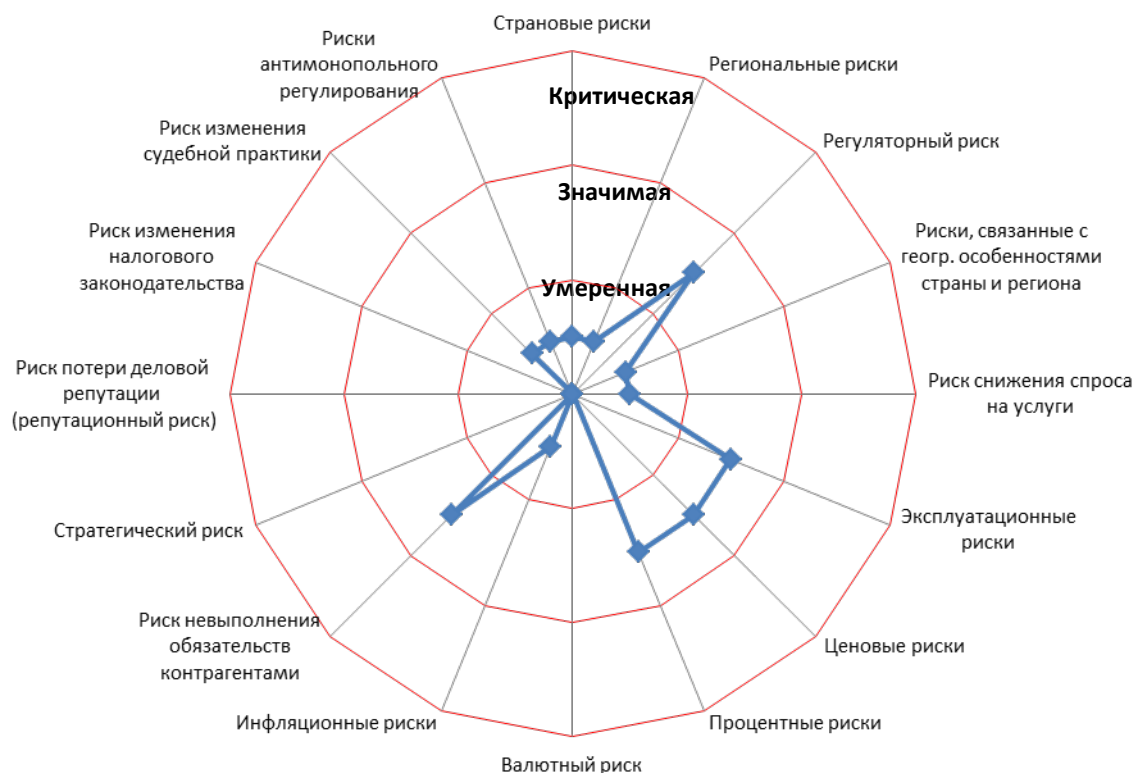 Страновые риски
Региональные риски
Регуляторный риск
Риски, связанные с
геогр. особенностями
страны и региона
Риск снижения спроса
на услуги
Эксплуатационные
риски
Ценовые риски
Процентные риски
Валютный риск
Инфляционные риски
Риск невыполнения
обязательств
контрагентами
Стратегический риск
Риск потери деловой
репутации
(репутационный риск)
Риск изменения
налогового
законодательства
Риск изменения
судебной практики
Риски
антимонопольного
регулирования
Критическая
Значимая
Умеренная